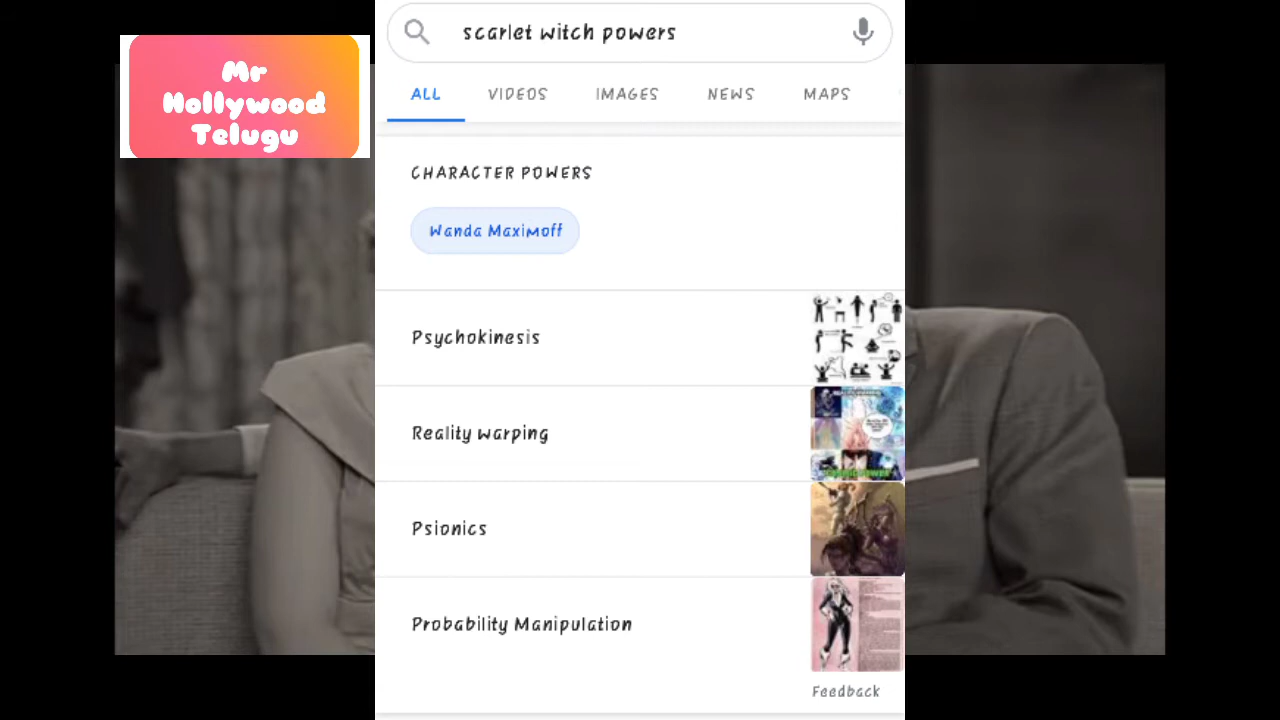 Mr
Hollywood
Telugu
scarlet witch powers
ALL VIDEOS IMAGES NEWS MAPS
CHARACTER POWERS
Wanda Maximoff
Psychokinesis
Reality warping
Psionics
Probability Manipulation
Feedback